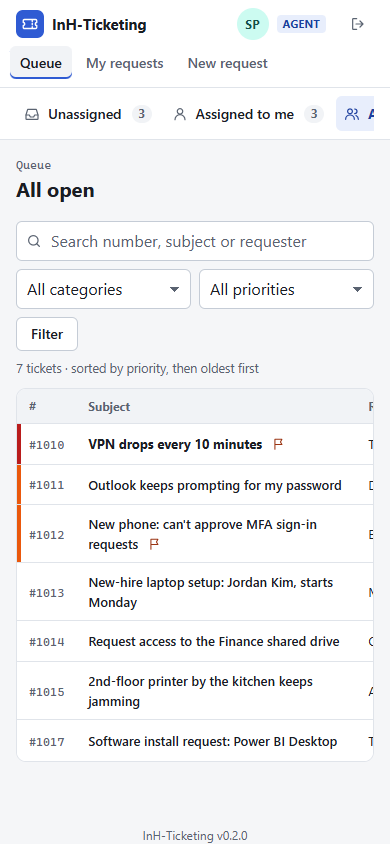 InH-Ticketing
SP
AGENT
Queue
My requests
New request
Unassigned 3
Assigned to me 3
Queue
All open
Search number, subject or requester
All categories
All priorities
Filter
7 tickets · sorted by priority, then oldest first
# Subject
#1010 VPN drops every 10 minutes
#1011 Outlook keeps prompting for my password
#1012 New phone: can't approve MFA sign-in
requests
#1013 New-hire laptop setup: Jordan Kim, starts
Monday
#1014 Request access to the Finance shared drive
#1015 2nd-floor printer by the kitchen keeps
jamming
#1017 Software install request: Power BI Desktop
InH-Ticketing v0.2.0